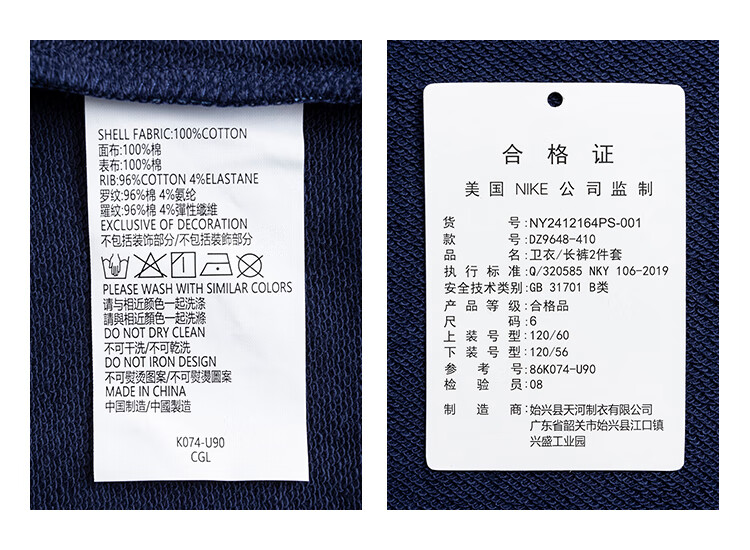 SHELL FABRIC:100%COTTON
面布:100%棉
表布:100%棉
RIB:96%COTTON 4%ELASTANE
罗纹:96%棉 4%氨纶
羅纹:96%棉 4%彈性纖维
EXCLUSIVE OF DECORATION
不包括装饰部分/不包括裝飾部分
PLEASE WASH WITH SIMILAR COLORS
请与相近颜色一起洗涤
請與相近顏色一起洗滌
DO NOT DRY CLEAN
不可干洗/不可乾洗
DO NOT IRON DESIGN
不可熨烫图案/不可熨燙圖案
MADE IN CHINA
中国制造/中國製造
K074-U90
CGL
合格证
美国 NIKE 公司监制
货号:NY2412164PS-001
款号:DZ9648-410
品名:卫衣/长裤2件套
执行标准:Q/320585 NKY 106-2019
安全技术类别:GB 31701 B类
产品等级:合格品
尺码:6
上装号型:120/60
下装号型:120/56
参考号:86K074-U90
检验员:08
制造商:始兴县天河制衣有限公司
广东省韶关市始兴县江口镇
兴盛工业园